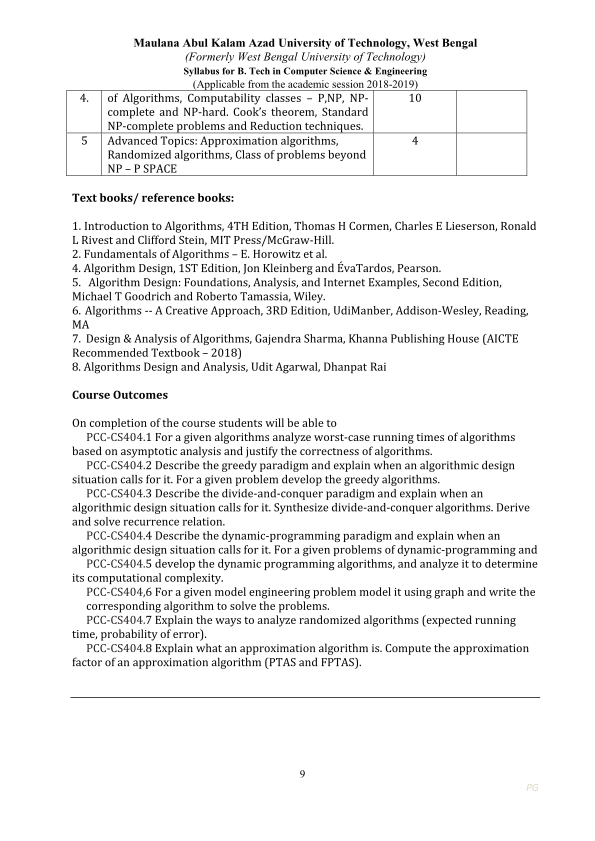 Maulana Abul Kalam Azad University of Technology, West Bengal
(Formerly West Bengal University of Technology)
Syllabus for B. Tech in Computer Science & Engineering
(Applicable from the academic session 2018-2019)
4. of Algorithms, Computability classes – P,NP, NP- 10
complete and NP-hard. Cook's theorem, Standard
NP-complete problems and Reduction techniques.
5 Advanced Topics: Approximation algorithms, 4
Randomized algorithms, Class of problems beyond
NP – P SPACE
Text books/ reference books:
1. Introduction to Algorithms, 4TH Edition, Thomas H Cormen, Charles E Lieserson, Ronald
L Rivest and Clifford Stein, MIT Press/McGraw-Hill.
2. Fundamentals of Algorithms – E. Horowitz et al.
4. Algorithm Design, 1ST Edition, Jon Kleinberg and ÉvaTardos, Pearson.
5. Algorithm Design: Foundations, Analysis, and Internet Examples, Second Edition,
Michael T Goodrich and Roberto Tamassia, Wiley.
6. Algorithms -- A Creative Approach, 3RD Edition, UdiManber, Addison-Wesley, Reading,
MA
7. Design & Analysis of Algorithms, Gajendra Sharma, Khanna Publishing House (AICTE
Recommended Textbook – 2018)
8. Algorithms Design and Analysis, Udit Agarwal, Dhanpat Rai
Course Outcomes
On completion of the course students will be able to
PCC-CS404.1 For a given algorithms analyze worst-case running times of algorithms
based on asymptotic analysis and justify the correctness of algorithms.
PCC-CS404.2 Describe the greedy paradigm and explain when an algorithmic design
situation calls for it. For a given problem develop the greedy algorithms.
PCC-CS404.3 Describe the divide-and-conquer paradigm and explain when an
algorithmic design situation calls for it. Synthesize divide-and-conquer algorithms. Derive
and solve recurrence relation.
PCC-CS404.4 Describe the dynamic-programming paradigm and explain when an
algorithmic design situation calls for it. For a given problems of dynamic-programming and
PCC-CS404.5 develop the dynamic programming algorithms, and analyze it to determine
its computational complexity.
PCC-CS404,6 For a given model engineering problem model it using graph and write the
corresponding algorithm to solve the problems.
PCC-CS404.7 Explain the ways to analyze randomized algorithms (expected running
time, probability of error).
PCC-CS404.8 Explain what an approximation algorithm is. Compute the approximation
factor of an approximation algorithm (PTAS and FPTAS).
9
PG